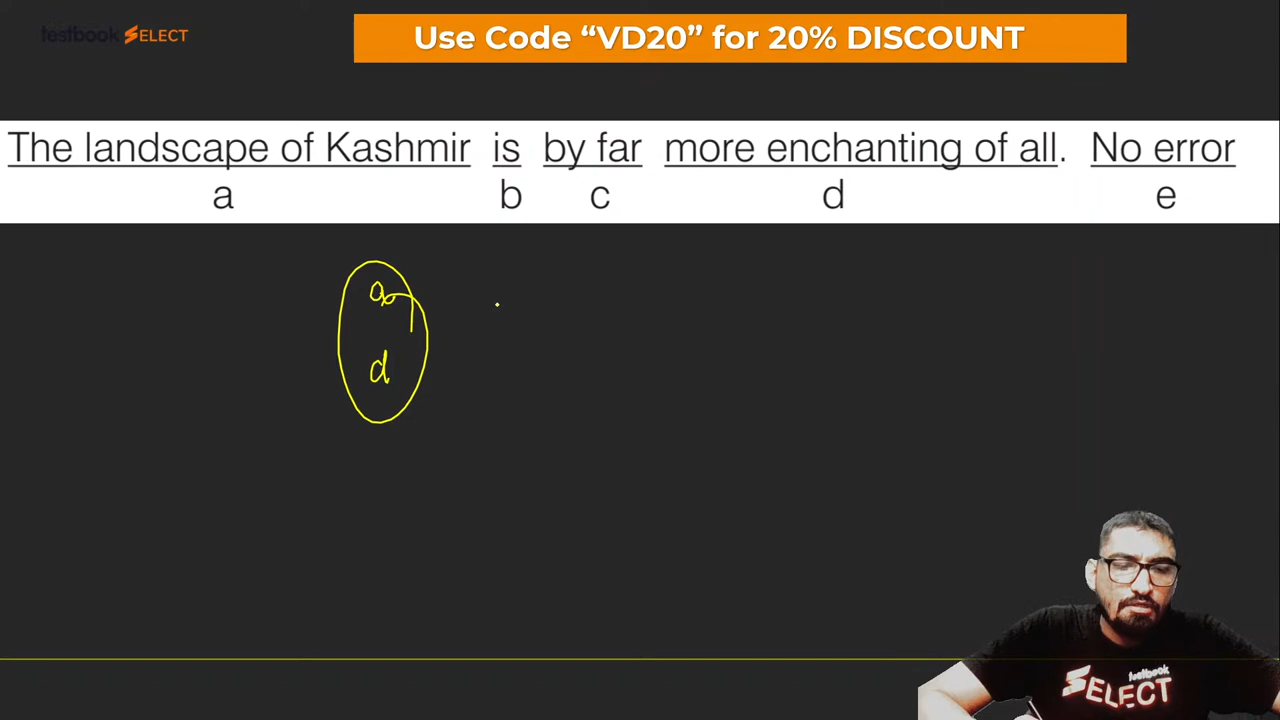 testbook SELECT
Use Code “VD20” for 20% DISCOUNT
The landscape of Kashmir is by far more enchanting of all. No error
a b c d e
a
d
testbook
SELECT